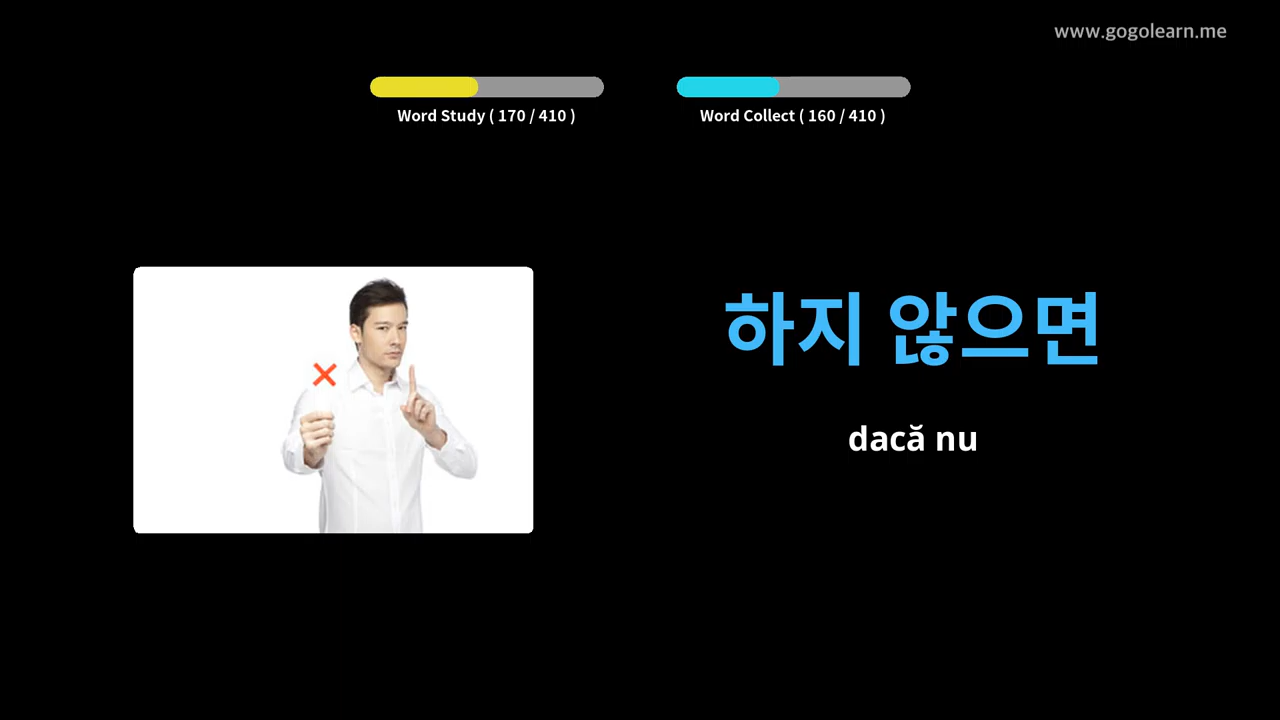 www.gogolearn.me
Word Study ( 170 / 410 )
Word Collect ( 160 / 410 )
하지 않으면
dacă nu